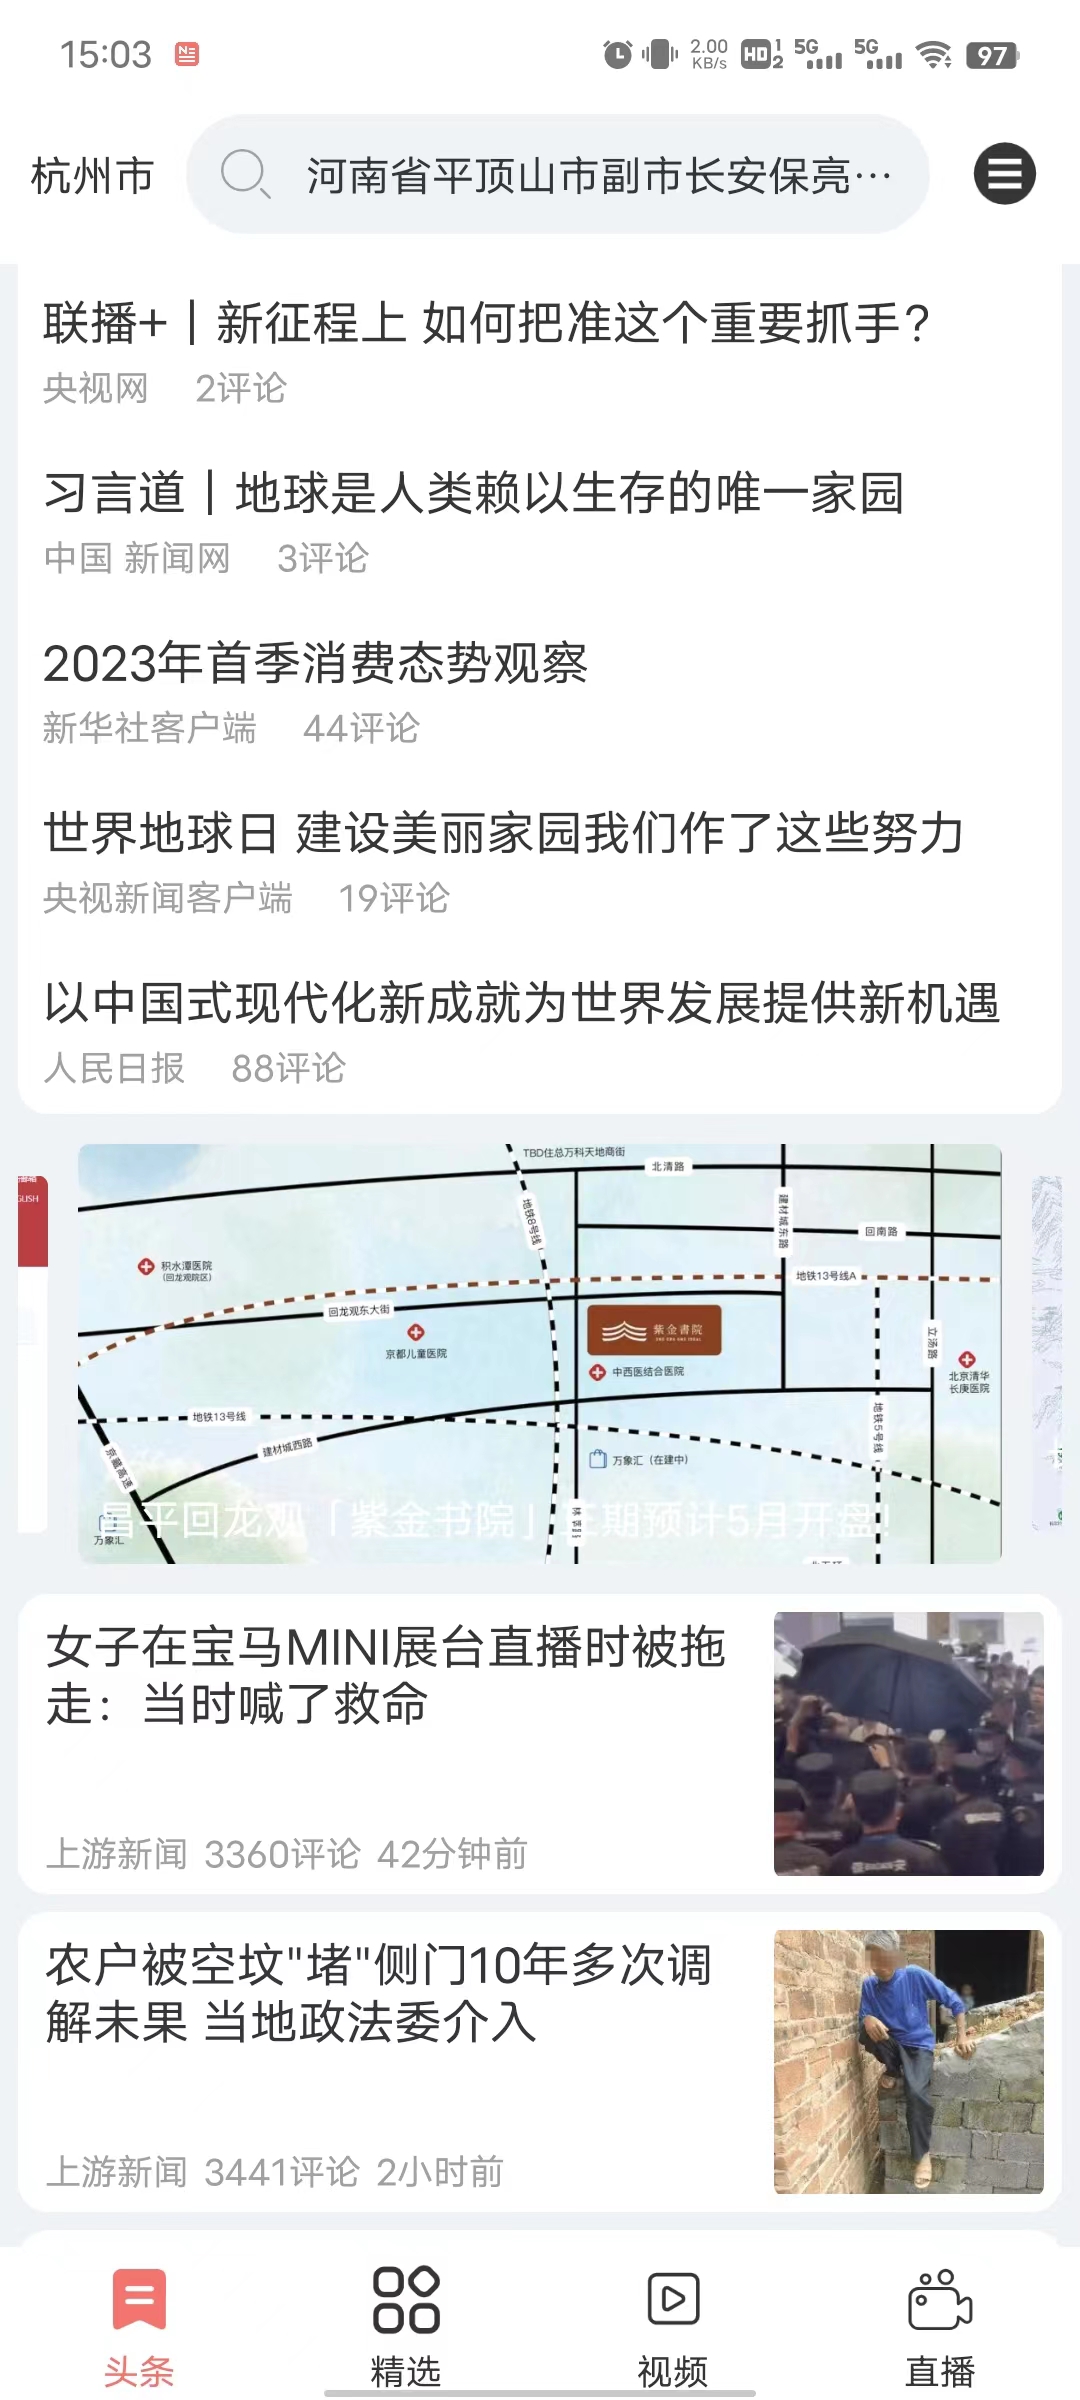 15:03
2.00 KB/s HD 1 2 5G 5G 97
杭州市
河南省平顶山市副市长安保亮…
联播+｜新征程上 如何把准这个重要抓手？
央视网 2评论
习言道｜地球是人类赖以生存的唯一家园
中国 新闻网 3评论
2023年首季消费态势观察
新华社客户端 44评论
世界地球日 建设美丽家园我们作了这些努力
央视新闻客户端 19评论
以中国式现代化新成就为世界发展提供新机遇
人民日报 88评论
TBD住总万科天地商街
北清路
地铁8号线
建材城东路
回南路
积水潭医院
(回龙观院区)
地铁13号线A
回龙观东大街
紫金書院
京都儿童医院
中西医结合医院
立汤路
北京清华
长庚医院
地铁13号线
建材城西路
地铁5号线
京藏高速
万象汇（在建中）
万象汇
昌平回龙观「紫金书院」三期预计5月开盘!
女子在宝马MINI展台直播时被拖
走：当时喊了救命
上游新闻 3360评论 42分钟前
农户被空坟"堵"侧门10年多次调
解未果 当地政法委介入
上游新闻 3441评论 2小时前
头条
精选
视频
直播